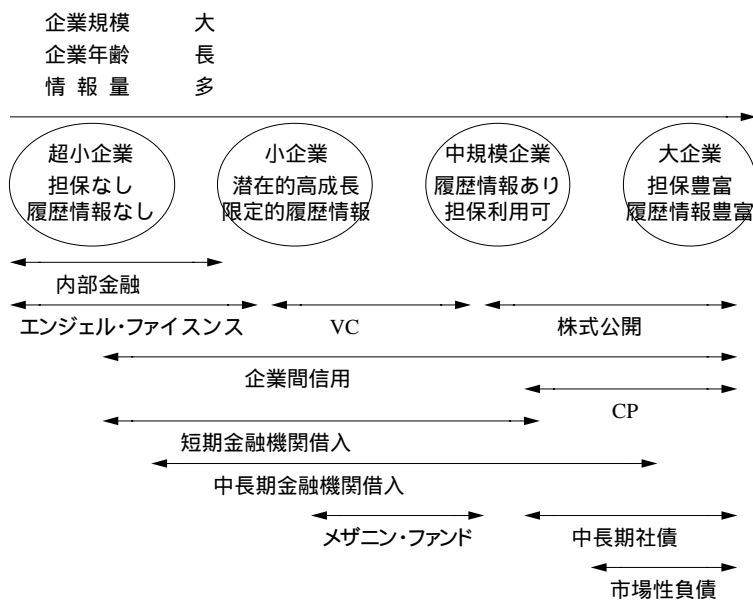 企業規模 大
企業年齢 長
情報量 多
超小企業
担保なし
履歴情報なし
小企業
潜在的高成長
限定的履歴情報
中規模企業
履歴情報あり
担保利用可
大企業
担保豊富
履歴情報豊富
内部金融
エンジェル・ファイスンス
VC
株式公開
企業間信用
CP
短期金融機関借入
中長期金融機関借入
メザニン・ファンド
中長期社債
市場性負債